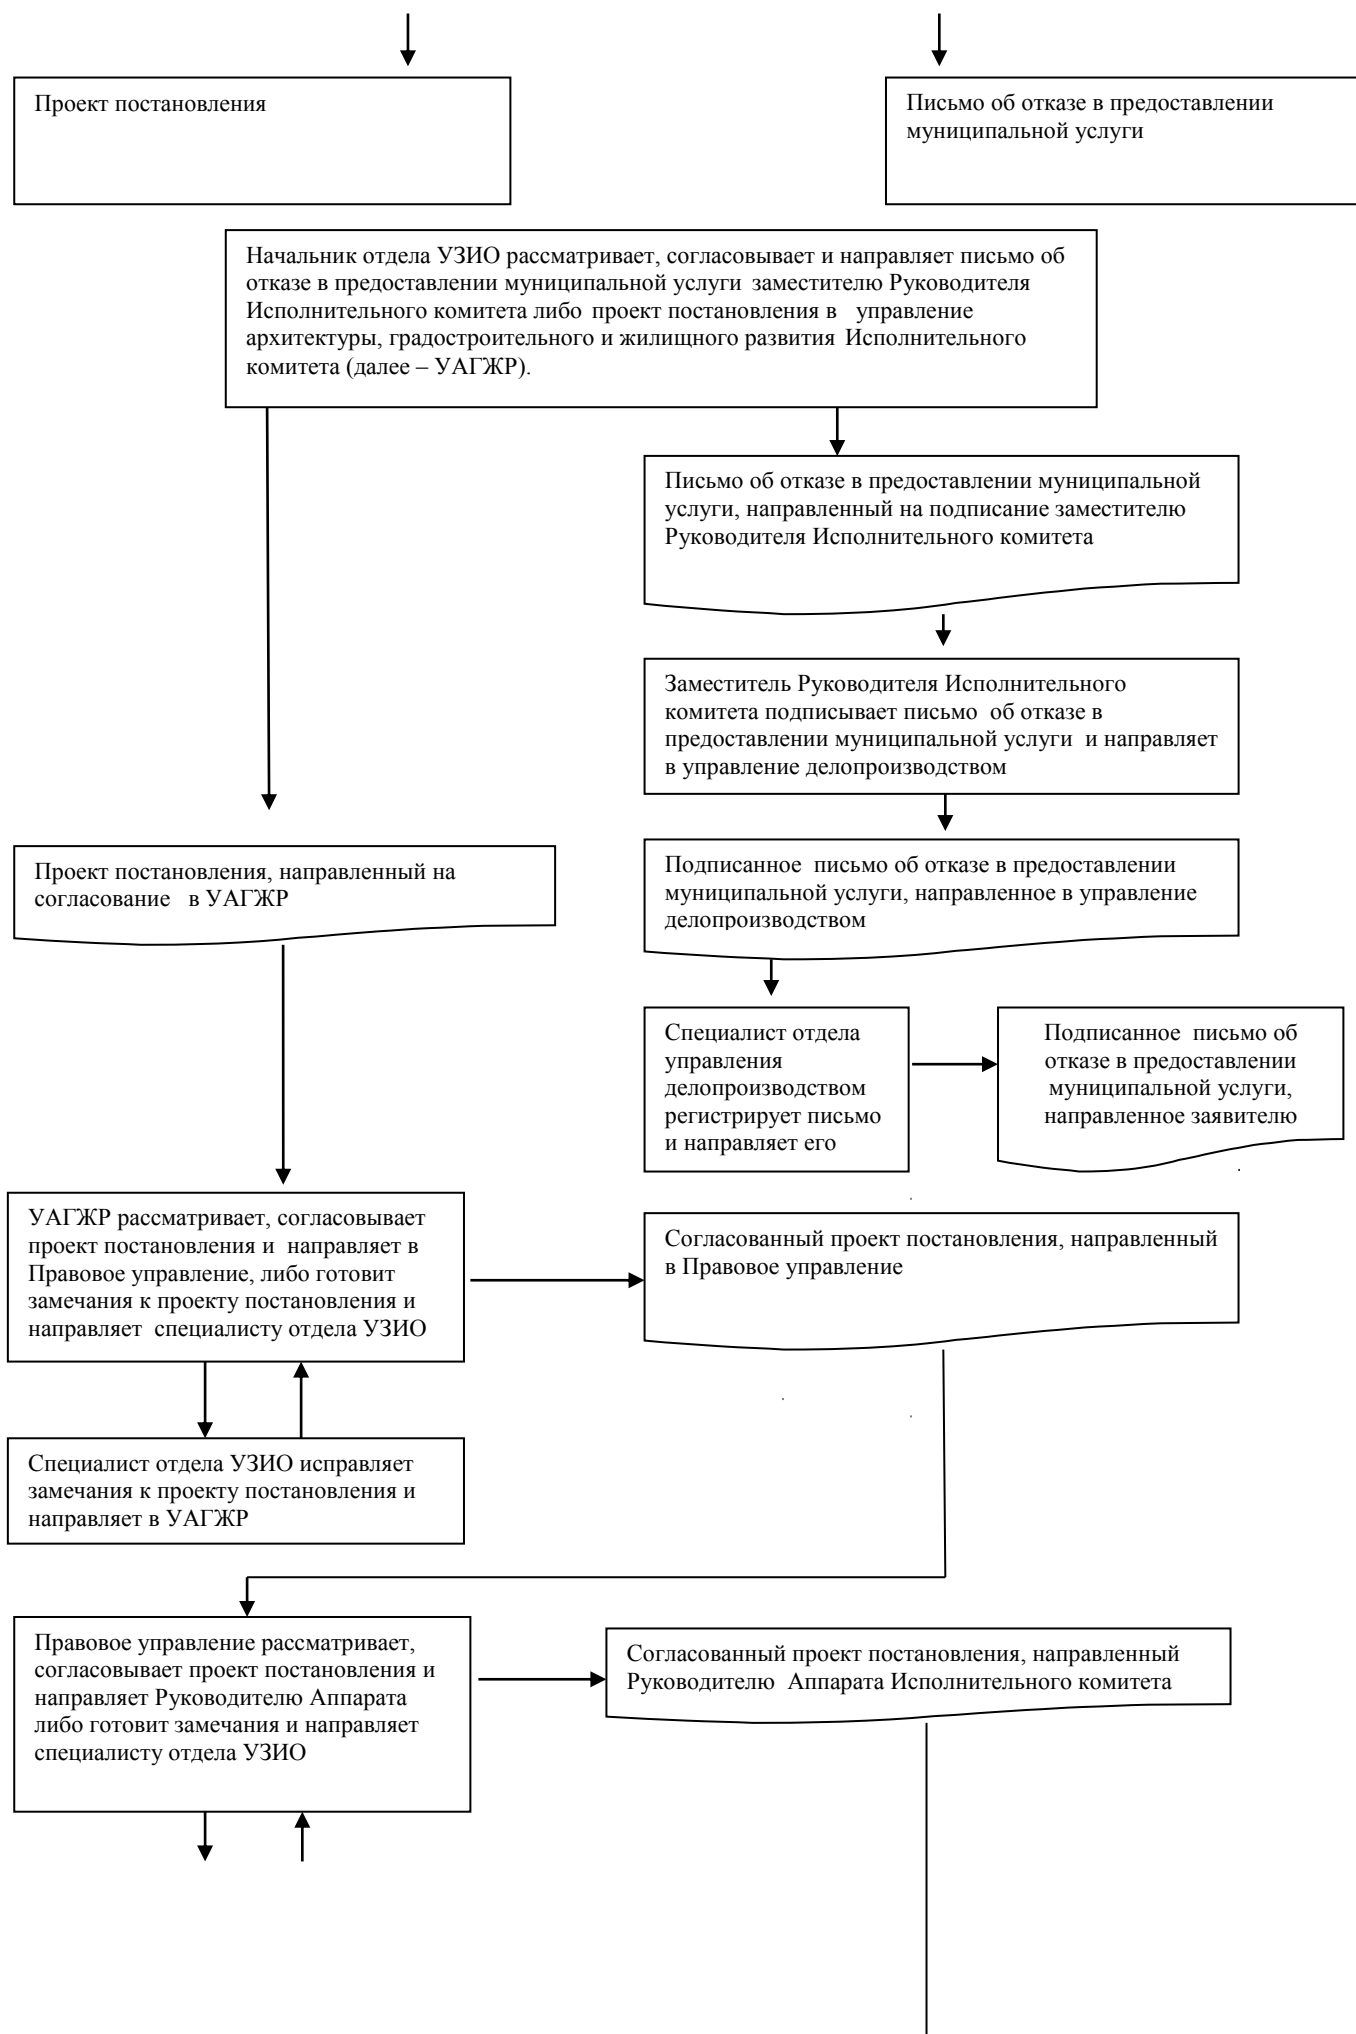 Проект постановления
Письмо об отказе в предоставлении
муниципальной услуги
Начальник отдела УЗИО рассматривает, согласовывает и направляет письмо об
отказе в предоставлении муниципальной услуги заместителю Руководителя
Исполнительного комитета либо проект постановления в управление
архитектуры, градостроительного и жилищного развития Исполнительного
комитета (далее – УАГЖР).
Письмо об отказе в предоставлении муниципальной
услуги, направленный на подписание заместителю
Руководителя Исполнительного комитета
Заместитель Руководителя Исполнительного
комитета подписывает письмо об отказе в
предоставлении муниципальной услуги и направляет
в управление делопроизводством
Проект постановления, направленный на
согласование в УАГЖР
Подписанное письмо об отказе в предоставлении
муниципальной услуги, направленное в управление
делопроизводством
Специалист отдела
управления
делопроизводством
регистрирует письмо
и направляет его
Подписанное письмо об
отказе в предоставлении
муниципальной услуги,
направленное заявителю
УАГЖР рассматривает, согласовывает
проект постановления и направляет в
Правовое управление, либо готовит
замечания к проекту постановления и
направляет специалисту отдела УЗИО
Согласованный проект постановления, направленный
в Правовое управление
Специалист отдела УЗИО исправляет
замечания к проекту постановления и
направляет в УАГЖР
Правовое управление рассматривает,
согласовывает проект постановления и
направляет Руководителю Аппарата
либо готовит замечания и направляет
специалисту отдела УЗИО
Согласованный проект постановления, направленный
Руководителю Аппарата Исполнительного комитета